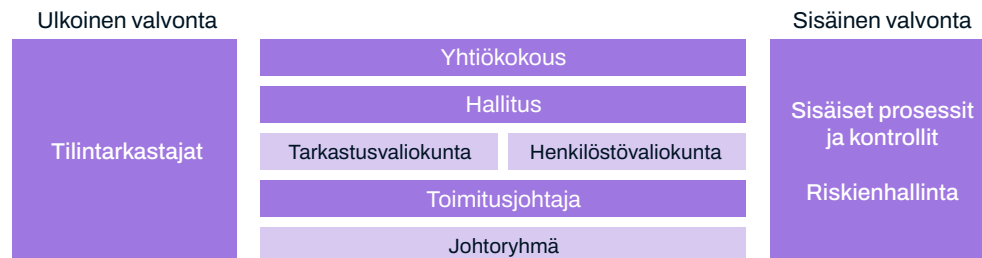 Ulkoinen valvonta
Tilintarkastajat
Yhtiökokous
Hallitus
Tarkastusvaliokunta
Henkilöstövaliokunta
Toimitusjohtaja
Johtoryhmä
Sisäinen valvonta
Sisäiset prosessit
ja kontrollit
Riskienhallinta